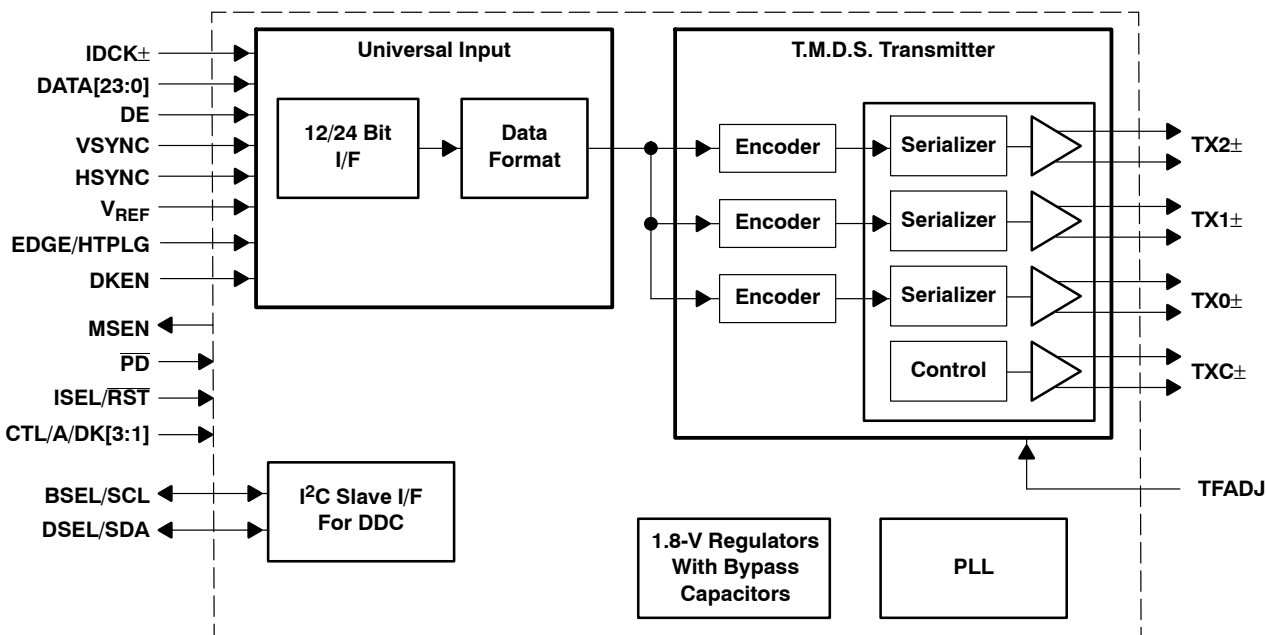 Universal Input
T.M.D.S. Transmitter
IDCK±
DATA[23:0]
DE
VSYNC
HSYNC
VREF
EDGE/HTPLG
DKEN
MSEN
P̅D̅
ISEL/R̅S̅T̅
CTL/A/DK[3:1]
BSEL/SCL
DSEL/SDA
12/24 Bit
I/F
Data
Format
Encoder
Serializer
TX2±
Encoder
Serializer
TX1±
Encoder
Serializer
TX0±
Control
TXC±
TFADJ
I²C Slave I/F
For DDC
1.8-V Regulators
With Bypass
Capacitors
PLL